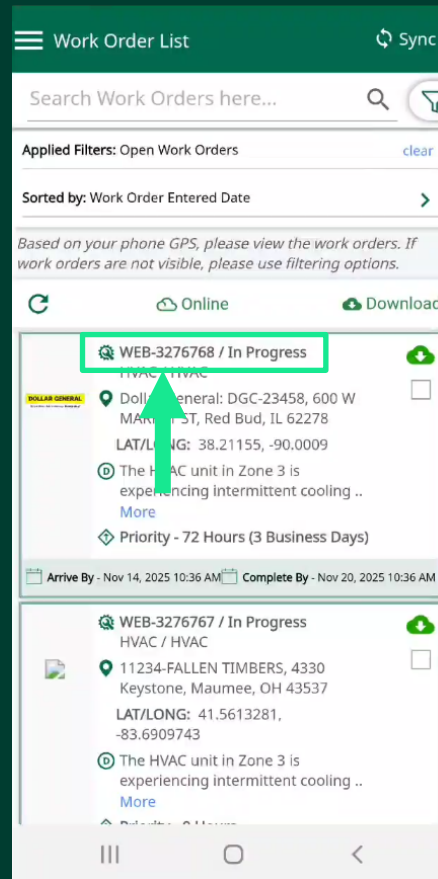 Work Order List
Sync
Search Work Orders here...
Applied Filters: Open Work Orders
clear
Sorted by: Work Order Entered Date
Based on your phone GPS, please view the work orders. If
work orders are not visible, please use filtering options.
Online
Download
WEB-3276768 / In Progress
HVAC / HVAC
DOLLAR GENERAL
General: DGC-23458, 600 W
ST, Red Bud, IL 62278
38.21155, -90.0009
The HVAC unit in Zone 3 is
experiencing intermittent cooling ..
More
Priority - 72 Hours (3 Business Days)
Arrive By - Nov 14, 2025 10:36 AM
Complete By - Nov 20, 2025 10:36 AM
WEB-3276767 / In Progress
HVAC / HVAC
11234-FALLEN TIMBERS, 4330
Keystone, Maumee, OH 43537
LAT/LONG: 41.5613281,
-83.6909743
The HVAC unit in Zone 3 is
experiencing intermittent cooling ..
More